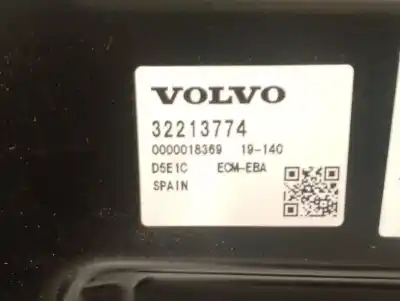 VOLVO
32213774
0000018369 19-140
D5E1C ECM-EBA
SPAIN